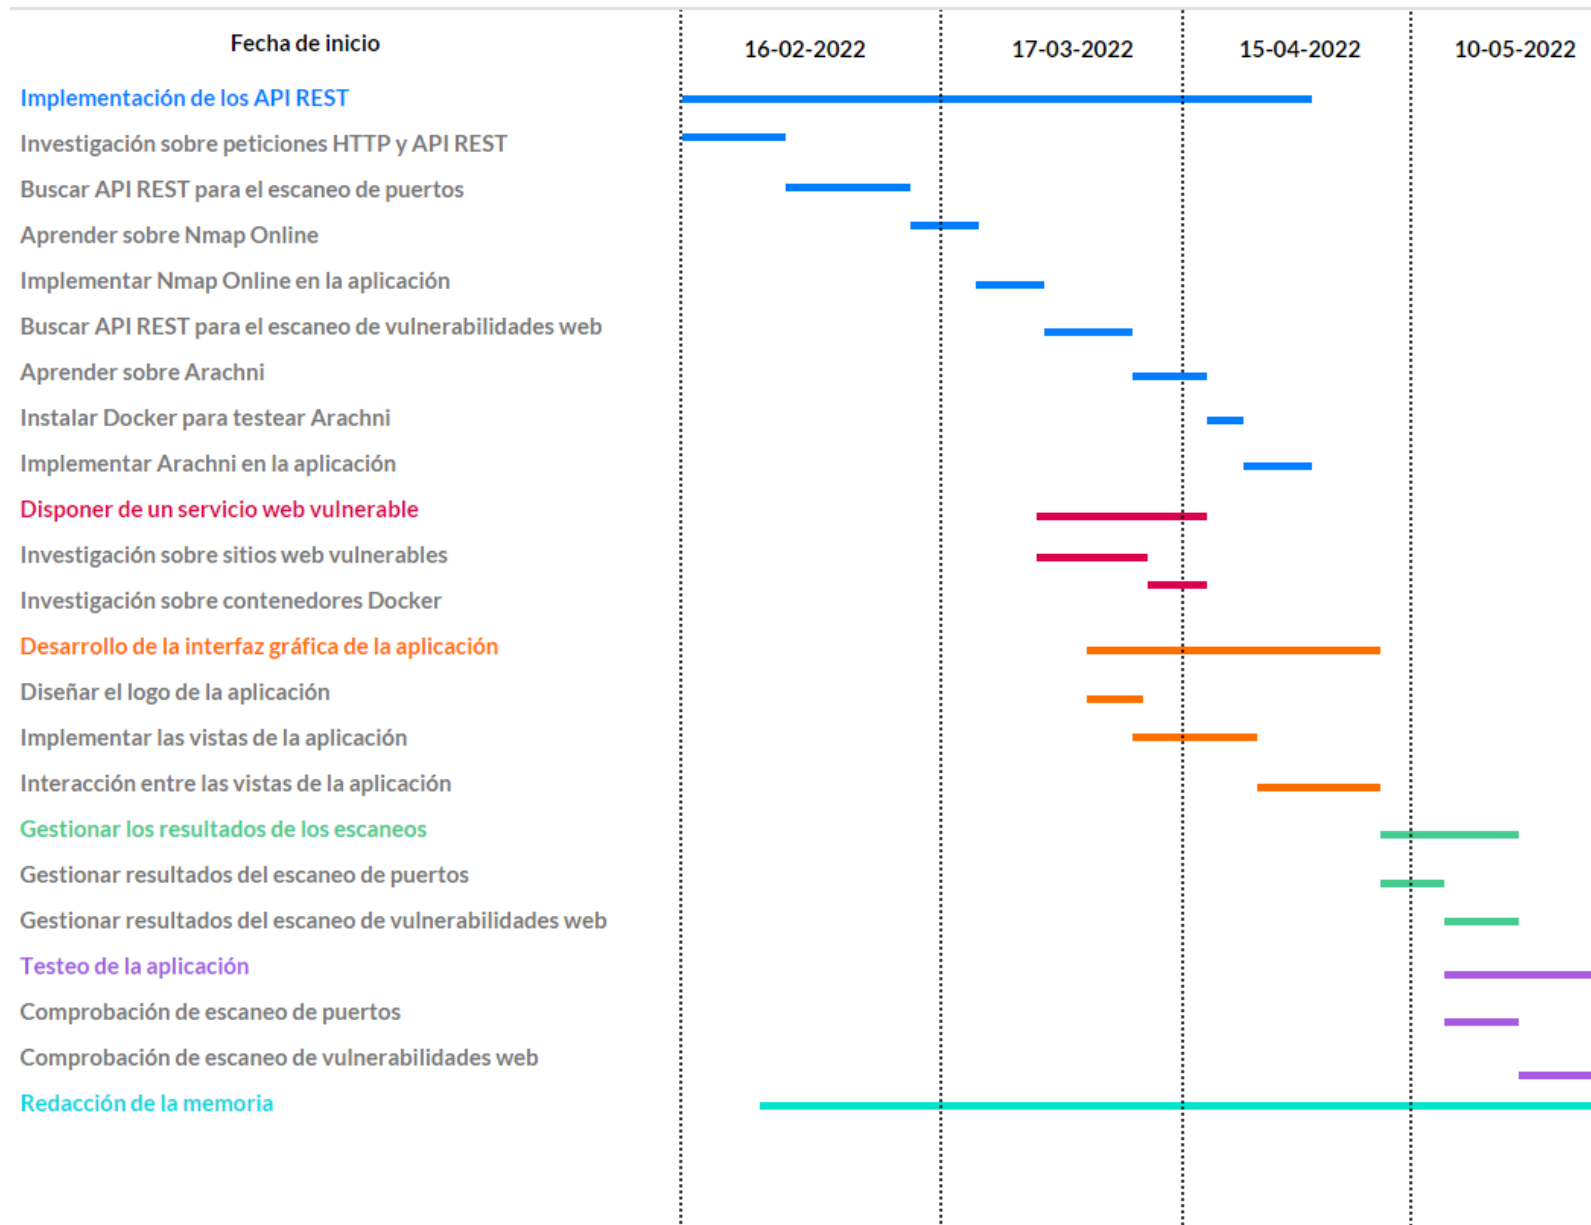 Fecha de inicio
16-02-2022
17-03-2022
15-04-2022
10-05-2022
Implementación de los API REST
Investigación sobre peticiones HTTP y API REST
Buscar API REST para el escaneo de puertos
Aprender sobre Nmap Online
Implementar Nmap Online en la aplicación
Buscar API REST para el escaneo de vulnerabilidades web
Aprender sobre Arachni
Instalar Docker para testear Arachni
Implementar Arachni en la aplicación
Disponer de un servicio web vulnerable
Investigación sobre sitios web vulnerables
Investigación sobre contenedores Docker
Desarrollo de la interfaz gráfica de la aplicación
Diseñar el logo de la aplicación
Implementar las vistas de la aplicación
Interacción entre las vistas de la aplicación
Gestionar los resultados de los escaneos
Gestionar resultados del escaneo de puertos
Gestionar resultados del escaneo de vulnerabilidades web
Testeo de la aplicación
Comprobación de escaneo de puertos
Comprobación de escaneo de vulnerabilidades web
Redacción de la memoria